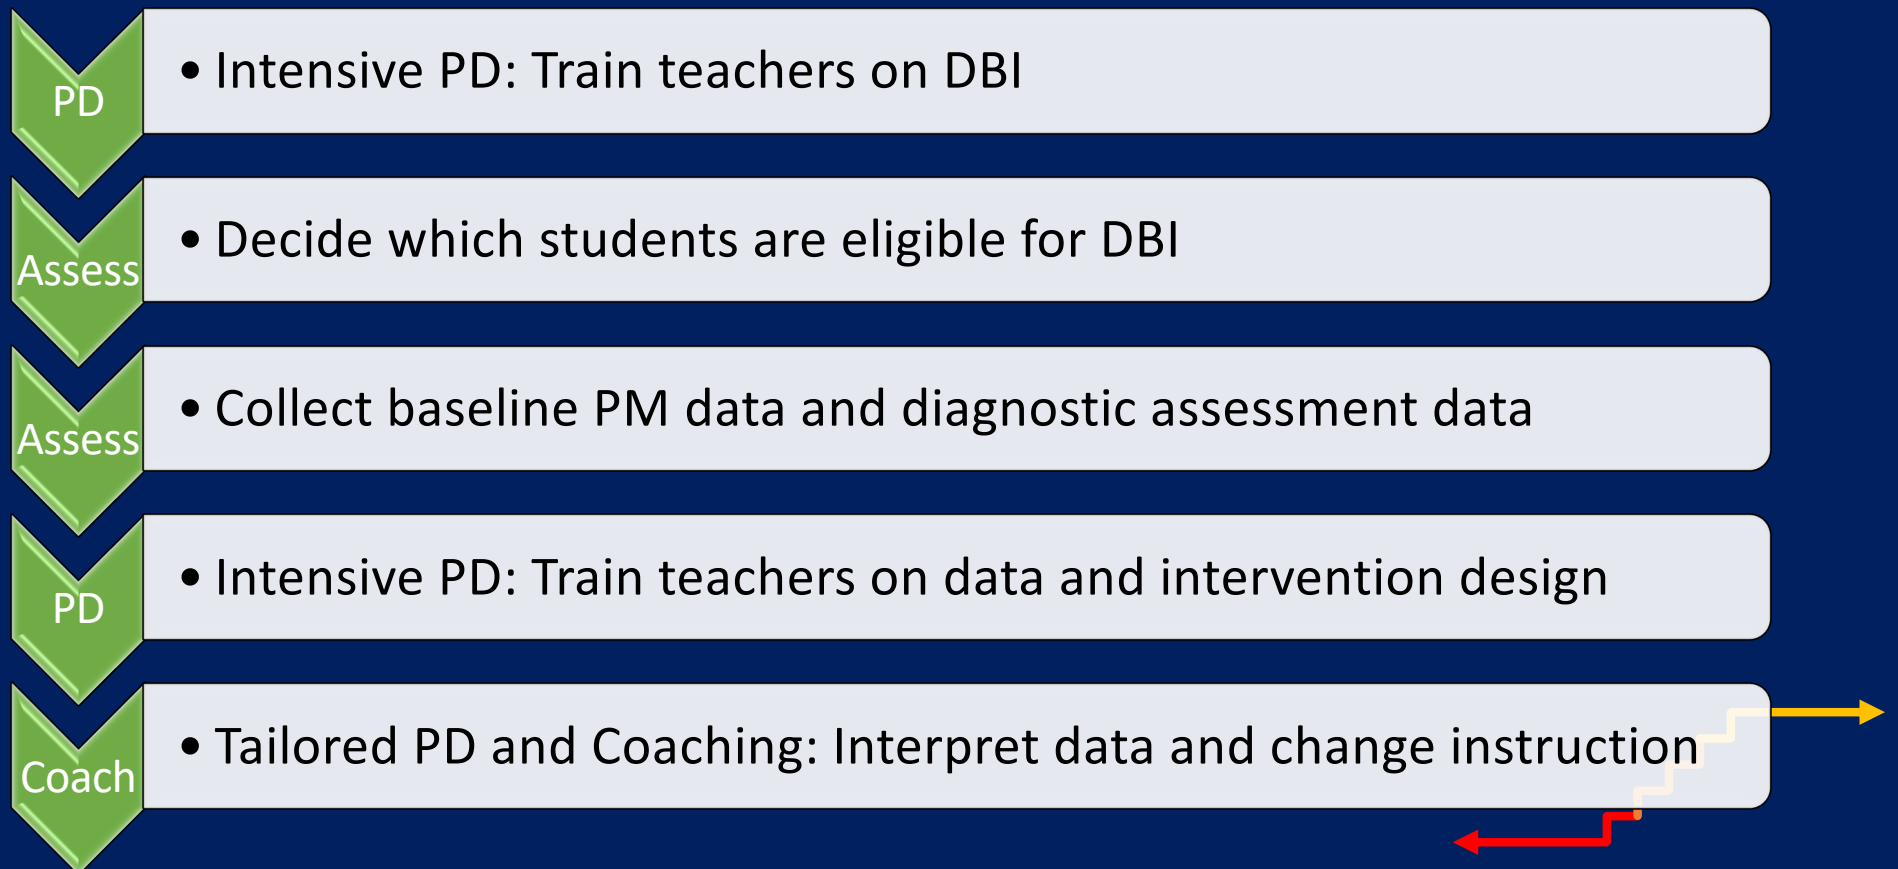 PD
• Intensive PD: Train teachers on DBI
Assess
• Decide which students are eligible for DBI
Assess
• Collect baseline PM data and diagnostic assessment data
PD
• Intensive PD: Train teachers on data and intervention design
Coach
• Tailored PD and Coaching: Interpret data and change instruction